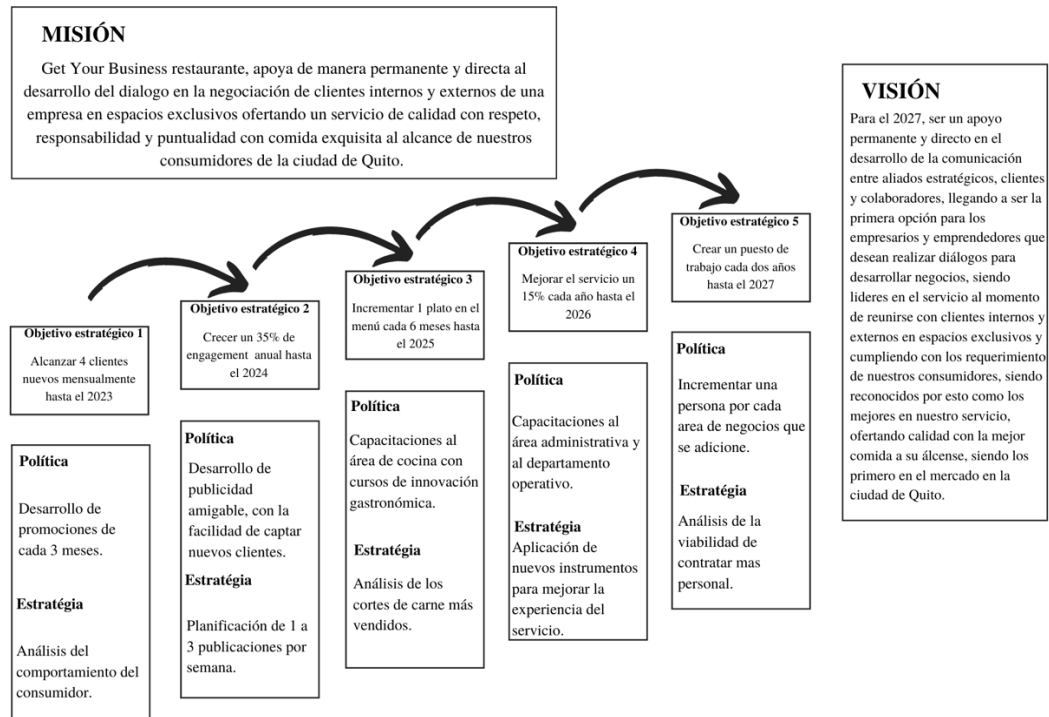 MISIÓN
Get Your Business restaurante, apoya de manera permanente y directa al
desarrollo del dialogo en la negociación de clientes internos y externos de una
empresa en espacios exclusivos ofertando un servicio de calidad con respeto,
responsabilidad y puntualidad con comida exquisita al alcance de nuestros
consumidores de la ciudad de Quito.
Objetivo estratégico 1
Alcanzar 4 clientes
nuevos mensualmente
hasta el 2023
Política
Desarrollo de
promociones de
cada 3 meses.
Estratégia
Análisis del
comportamiento del
consumidor.
Objetivo estratégico 2
Crecer un 35% de
engagement anual hasta
el 2024
Política
Desarrollo de
publicidad
amigable, con la
facilidad de captar
nuevos clientes.
Estratégia
Planificación de 1 a
3 publicaciones por
semana.
Objetivo estratégico 3
Incrementar 1 plato en el
menú cada 6 meses hasta
el 2025
Política
Capacitaciones al
área de cocina con
cursos de innovación
gastronómica.
Estratégia
Análisis de los
cortes de carne más
vendidos.
Objetivo estratégico 4
Mejorar el servicio un
15% cada año hasta el
2026
Política
Capacitaciones al
área administrativa y
al departamento
operativo.
Estratégia
Aplicación de
nuevos instrumentos
para mejorar la
experiencia del
servicio.
Objetivo estratégico 5
Crear un puesto de
trabajo cada dos años
hasta el 2027
Política
Incrementar una
persona por cada
area de negocios que
se adicione.
Estratégia
Análisis de la
viabilidad de
contratar mas
personal.
VISIÓN
Para el 2027, ser un apoyo
permanente y directo en el
desarrollo de la comunicación
entre aliados estratégicos, clientes
y colaboradores, llegando a ser la
primera opción para los
empresarios y emprendedores que
desean realizar diálogos para
desarrollar negocios, siendo
lideres en el servicio al momento
de reunirse con clientes internos y
externos en espacios exclusivos y
cumpliendo con los requerimiento
de nuestros consumidores, siendo
reconocidos por esto como los
mejores en nuestro servicio,
ofertando calidad con la mejor
comida a su álcense, siendo los
primero en el mercado en la
ciudad de Quito.